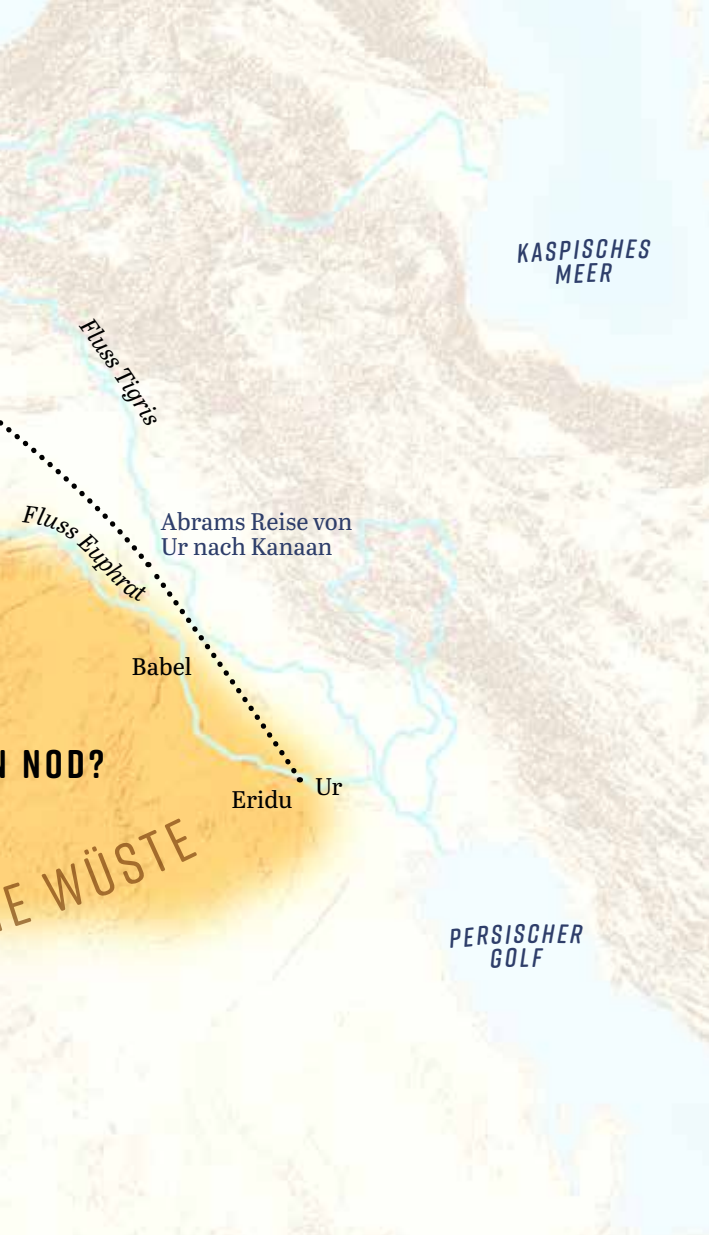 KASPISCHES
MEER
Fluss Tigris
Fluss Euphrat
Abrams Reise von
Ur nach Kanaan
Babel
NOD?
Ur
Eridu
WÜSTE
PERSISCHER
GOLF